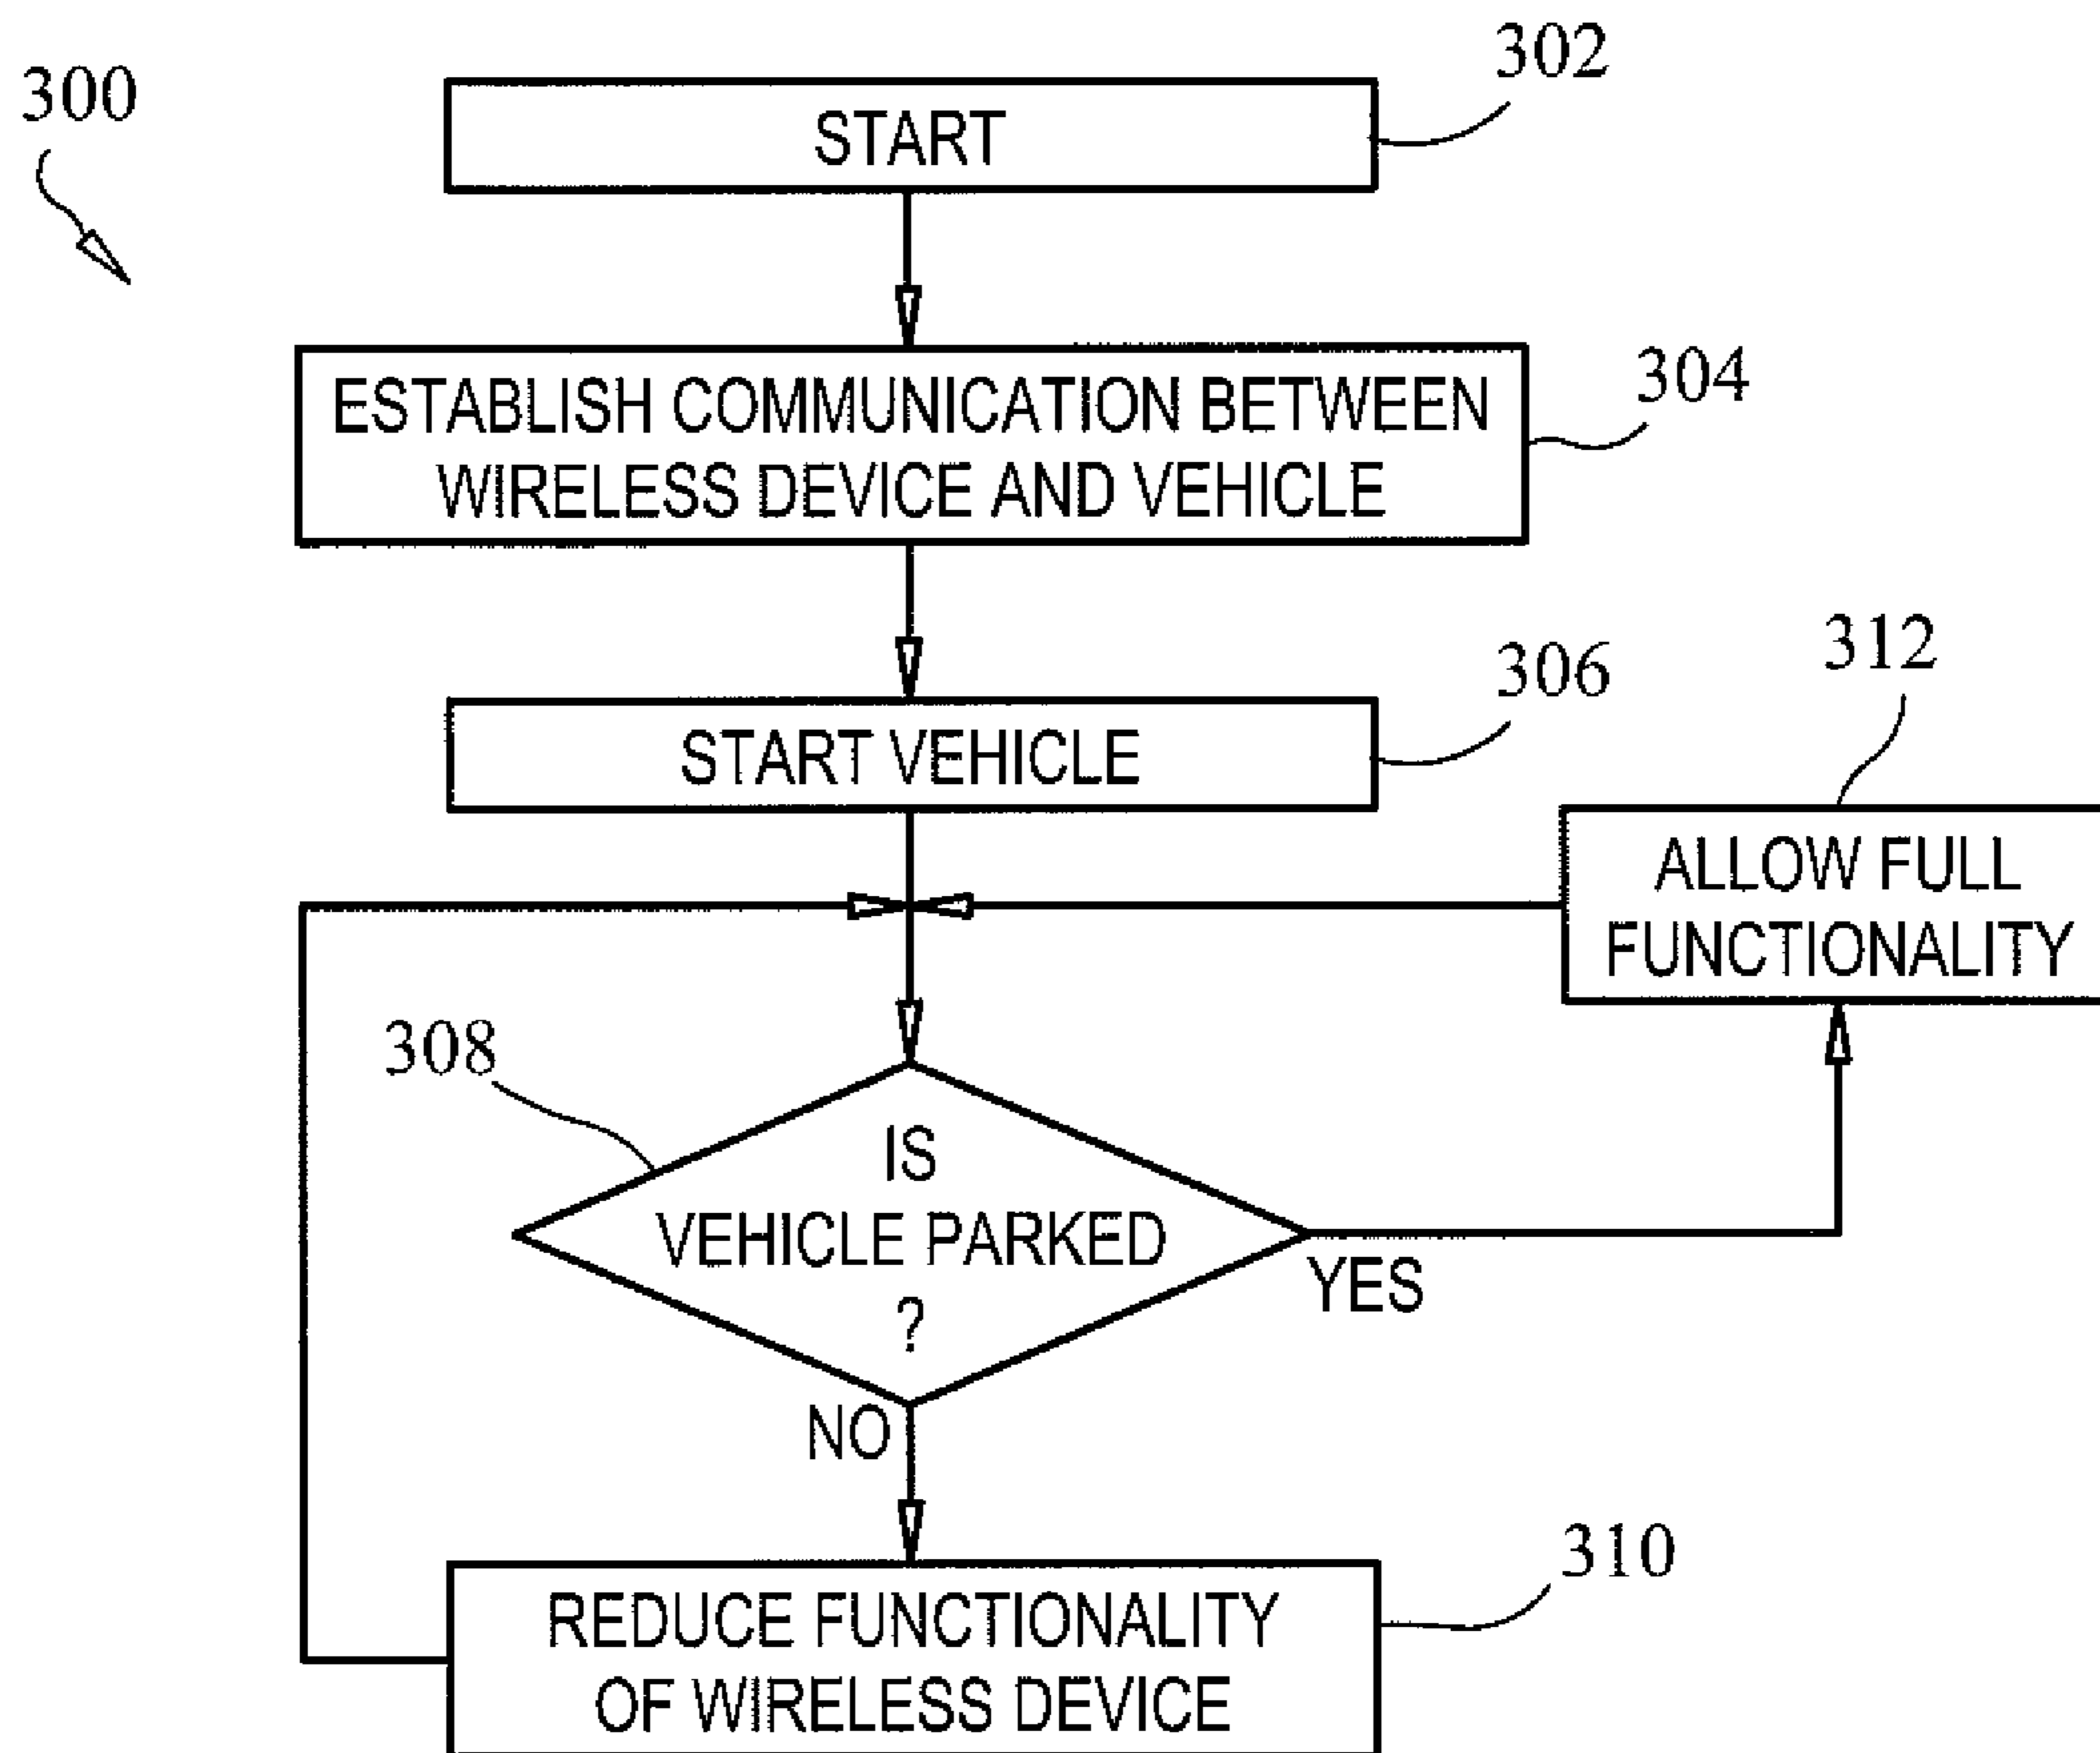 300
302
START
ESTABLISH COMMUNICATION BETWEEN
WIRELESS DEVICE AND VEHICLE
304
START VEHICLE
306
312
ALLOW FULL
FUNCTIONALITY
308
IS
VEHICLE PARKED
?
YES
NO
310
REDUCE FUNCTIONALITY
OF WIRELESS DEVICE